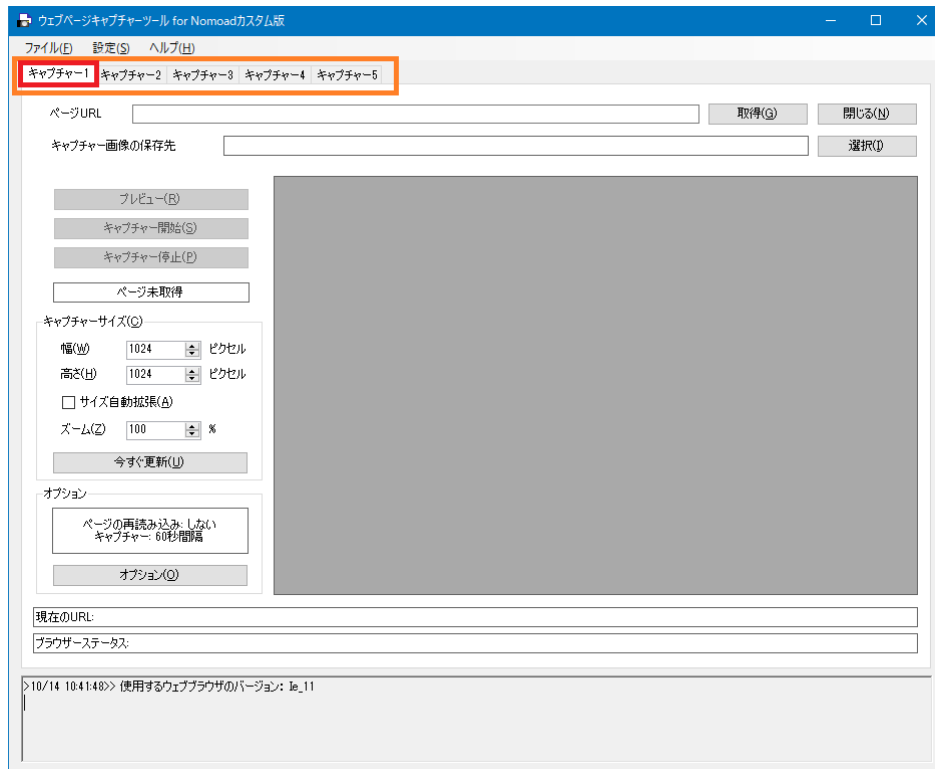 ウェブページキャプチャーツール for Nomoadカスタム版
ファイル(F) 設定(S) ヘルプ(H)
キャプチャー1 キャプチャー2 キャプチャー3 キャプチャー4 キャプチャー5
ページURL 取得(G) 閉じる(N)
キャプチャー画像の保存先 選択(I)
プレビュー(R)
キャプチャー開始(S)
キャプチャー停止(P)
ページ未取得
キャプチャーサイズ(C)
幅(W) 1024 ピクセル
高さ(H) 1024 ピクセル
サイズ自動拡張(A)
ズーム(Z) 100 %
今すぐ更新(U)
オプション
ページの再読み込み: しない
キャプチャー: 60秒間隔
オプション(O)
現在のURL:
ブラウザーステータス:
>10/14 10:41:48>> 使用するウェブブラウザのバージョン: Ie_11